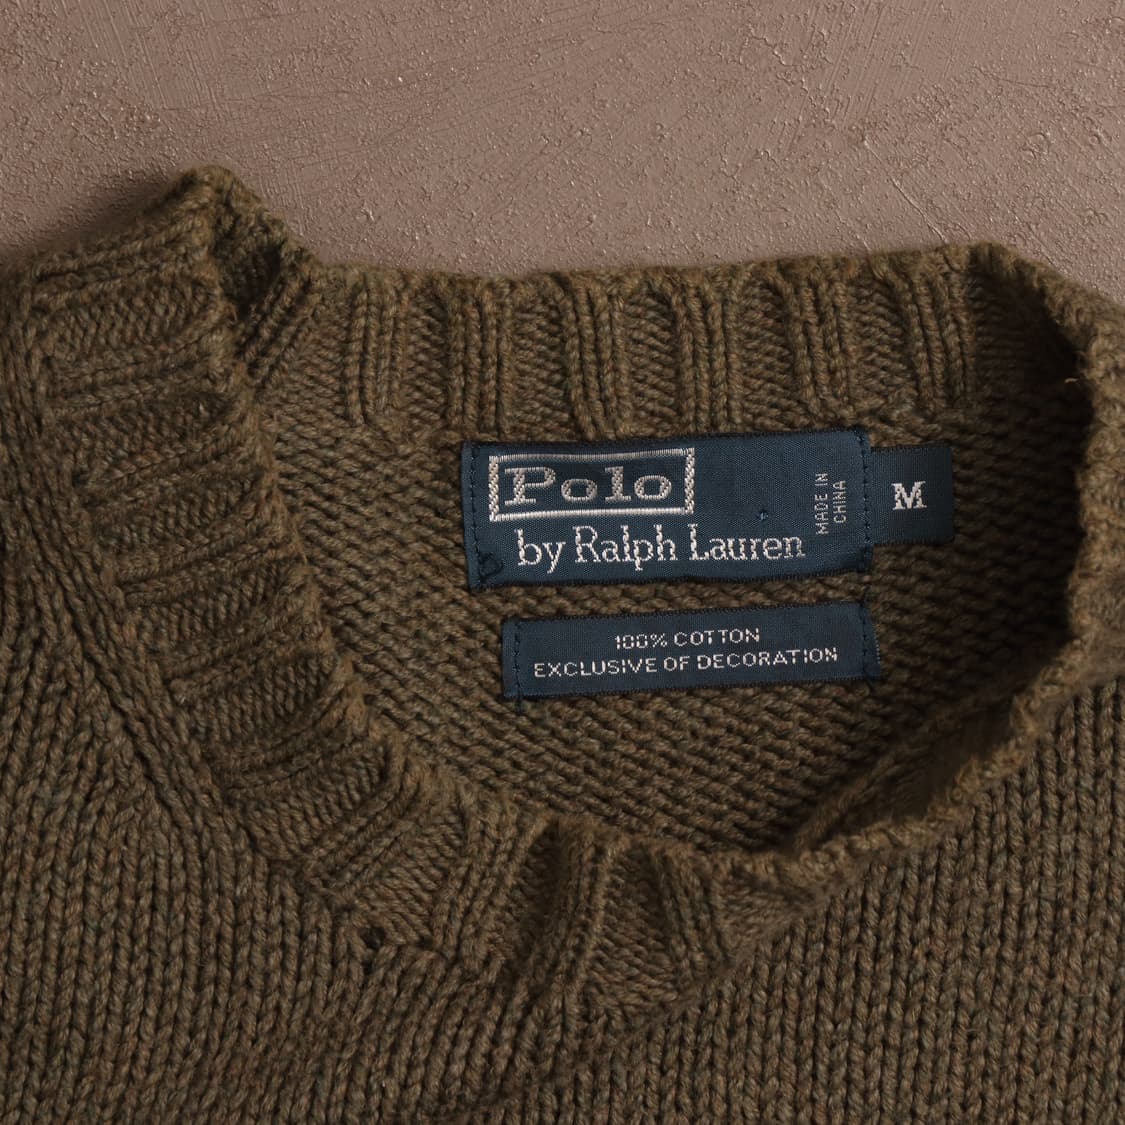 Polo
by Ralph Lauren
MADE IN
CHINA
M
100% COTTON
EXCLUSIVE OF DECORATION